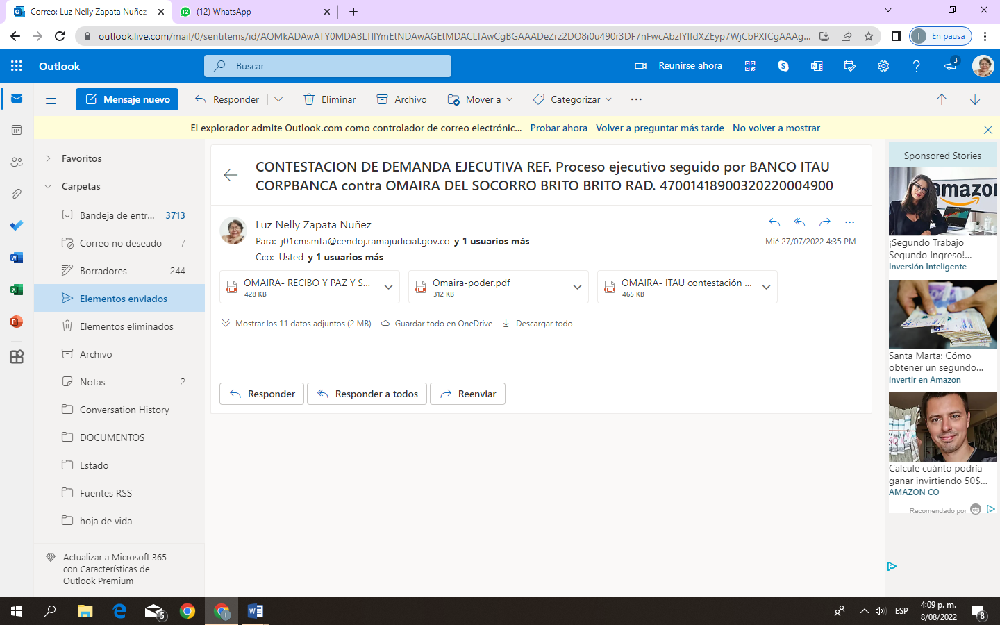 Correo: Luz Nelly Zapata Nuñez -
(12) WhatsApp
outlook.live.com/mail/0/sentitems/id/AQMkADAwATY0MDABLTIIYmEtNDAwAGEtMDACLTAwCgBGAAADeZrz2DO8i0u490r3DF7nFwcAbzIYIfdXZEyp7WjCbPXfCgAAAg...
En pausa
Outlook
Buscar
Reunirse ahora
3
Mensaje nuevo
Responder
Eliminar
Archivo
Mover a
Categorizar
El explorador admite Outlook.com como controlador de correo electrónic... Probar ahora Volver a preguntar más tarde No volver a mostrar
Favoritos
Carpetas
Bandeja de entr... 3713
Correo no deseado 7
Borradores 244
Elementos enviados
Elementos eliminados
Archivo
Notas 2
Conversation History
DOCUMENTOS
Estado
Fuentes RSS
hoja de vida
Actualizar a Microsoft 365
con Características de
Outlook Premium
CONTESTACION DE DEMANDA EJECUTIVA REF. Proceso ejecutivo seguido por BANCO ITAU
CORPBANCA contra OMAIRA DEL SOCORRO BRITO BRITO RAD. 47001418900320220004900
Luz Nelly Zapata Nuñez
Para: j01cmsmta@cendoj.ramajudicial.gov.co y 1 usuarios más
Mié 27/07/2022 4:35 PM
Cco: Usted y 1 usuarios más
OMAIRA- RECIBO Y PAZ Y S...
428 KB
Omaira-poder.pdf
312 KB
OMAIRA- ITAU contestación ...
465 KB
Mostrar los 11 datos adjuntos (2 MB)
Guardar todo en OneDrive
Descargar todo
Responder
Responder a todos
Reenviar
Sponsored Stories
amazon
¡Segundo Trabajo =
Segundo Ingreso!...
Inversión Inteligente
Santa Marta: Cómo
obtener un segundo...
invertir en Amazon
Calcule cuánto podría
ganar invirtiendo 50$...
AMAZON CO
Recomendado por
5
ESP
4:09 p. m.
8/08/2022
8